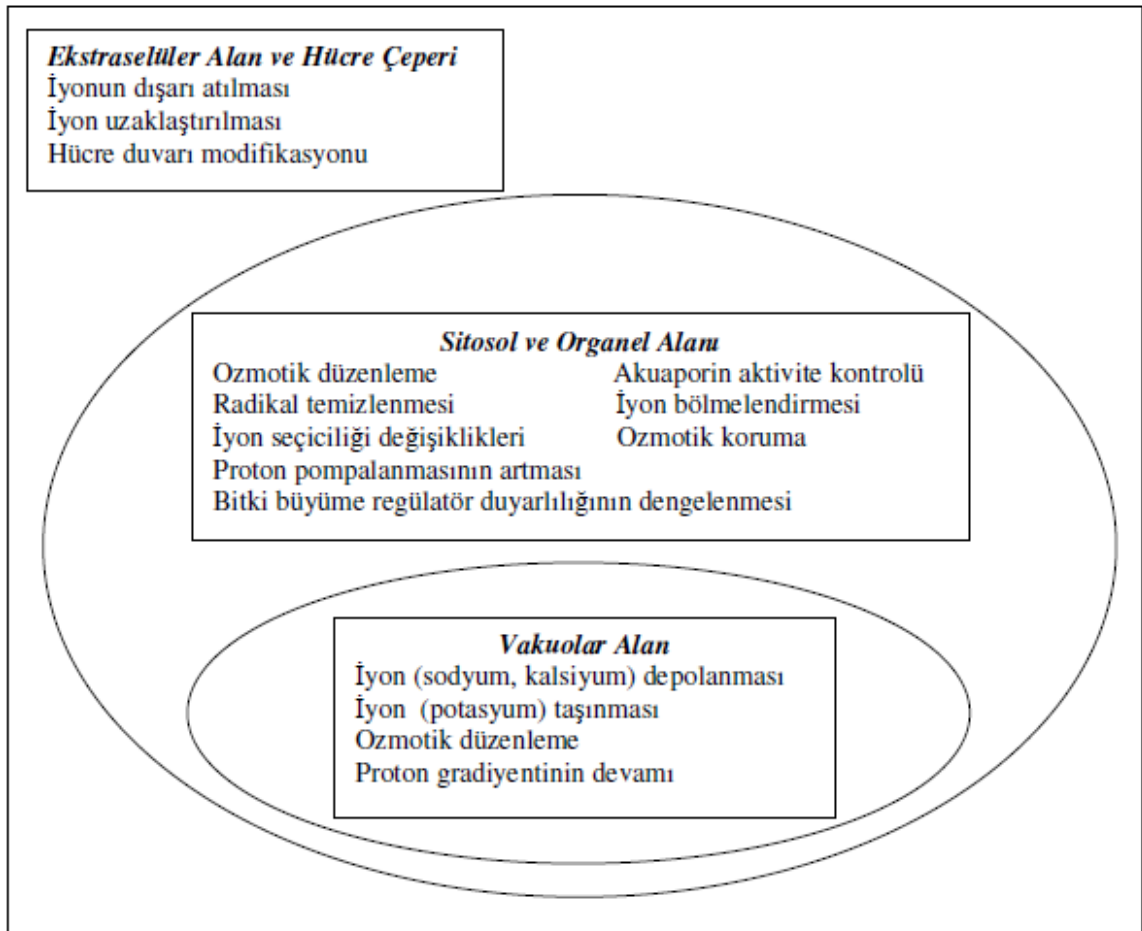 Ekstraselüler Alan ve Hücre Çeperi
İyonun dışarı atılması
İyon uzaklaştırılması
Hücre duvarı modifikasyonu
Sitosol ve Organel Alanı
Ozmotik düzenleme Akuaporin aktivite kontrolü
Radikal temizlenmesi İyon bölmelendirmesi
İyon seçiciliği değişiklikleri Ozmotik koruma
Proton pompalanmasının artması
Bitki büyüme regülatör duyarlılığının dengelenmesi
Vakuolar Alan
İyon (sodyum, kalsiyum) depolanması
İyon (potasyum) taşınması
Ozmotik düzenleme
Proton gradiyentinin devamı